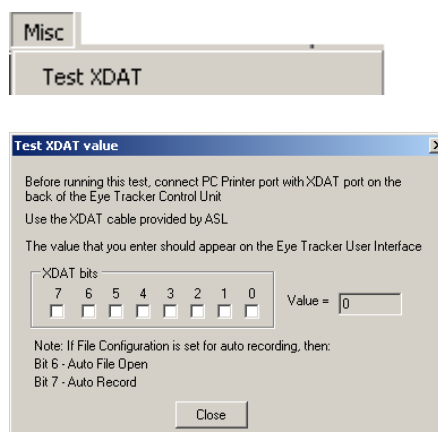 Misc
Test XDAT
Test XDAT value
Before running this test, connect PC Printer port with XDAT port on the
back of the Eye Tracker Control Unit
Use the XDAT cable provided by ASL
The value that you enter should appear on the Eye Tracker User Interface
XDAT bits
7 6 5 4 3 2 1 0
Value = 0
Note: If File Configuration is set for auto recording, then:
Bit 6 - Auto File Open
Bit 7 - Auto Record
Close